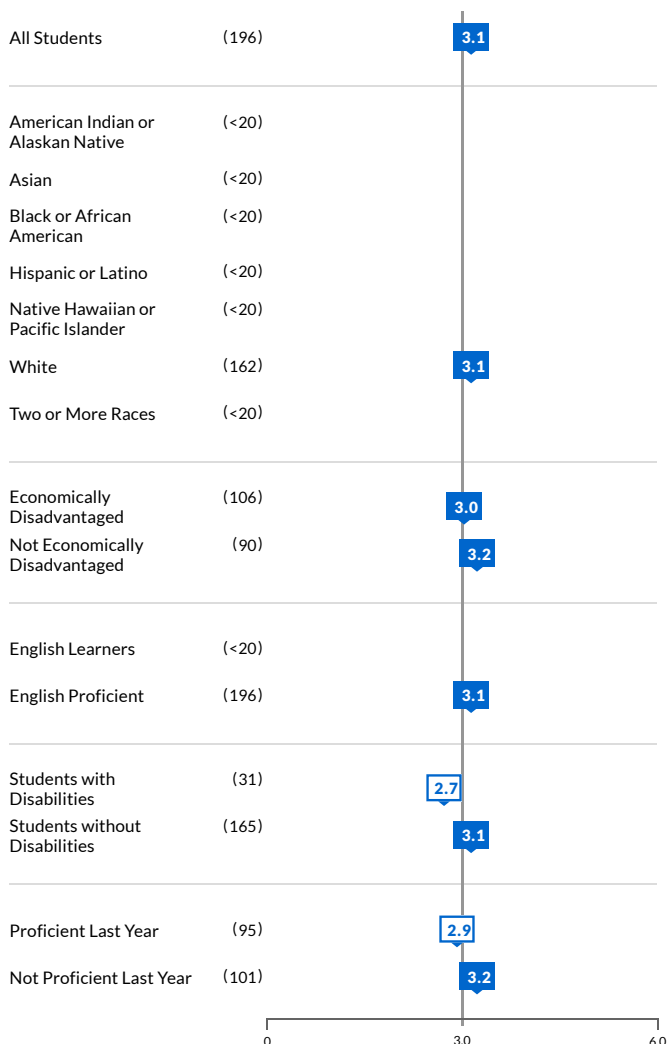 All Students (196) 3.1
American Indian or (<20)
Alaskan Native
Asian (<20)
Black or African (<20)
American
Hispanic or Latino (<20)
Native Hawaiian or (<20)
Pacific Islander
White (162) 3.1
Two or More Races (<20)
Economically (106) 3.0
Disadvantaged
Not Economically (90) 3.2
Disadvantaged
English Learners (<20)
English Proficient (196) 3.1
Students with (31) 2.7
Disabilities
Students without (165) 3.1
Disabilities
Proficient Last Year (95) 2.9
Not Proficient Last Year (101) 3.2
0 3.0 6.0